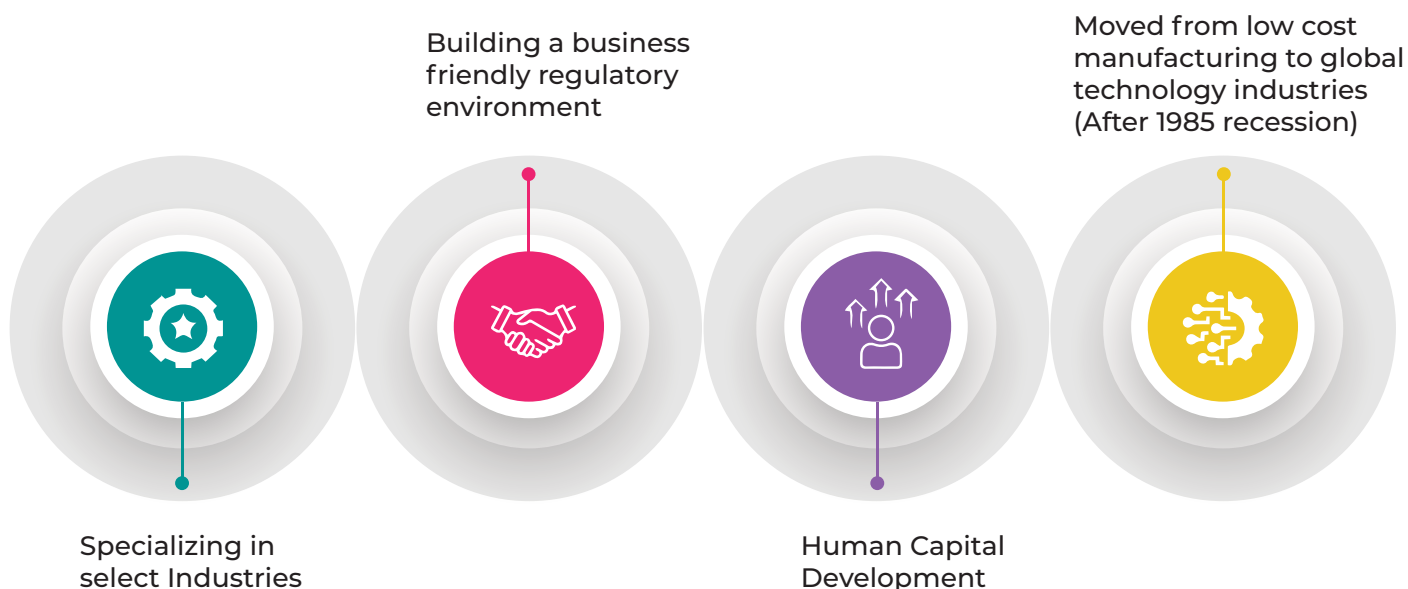 Specializing in
select Industries
Building a business
friendly regulatory
environment
Human Capital
Development
Moved from low cost
manufacturing to global
technology industries
(After 1985 recession)